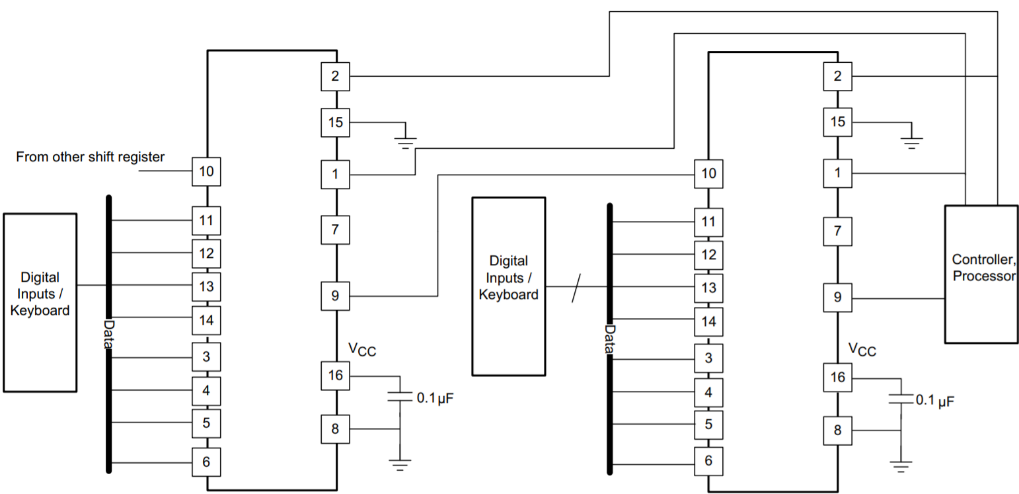 From other shift register
10
11
12
13
14
3
4
5
6
Digital
Inputs /
Keyboard
Data
2
15
1
7
9
VCC
16
0.1µF
8
Digital
Inputs /
Keyboard
Data
10
11
12
13
14
3
4
5
6
2
15
1
7
9
VCC
16
0.1 µF
8
Controller,
Processor